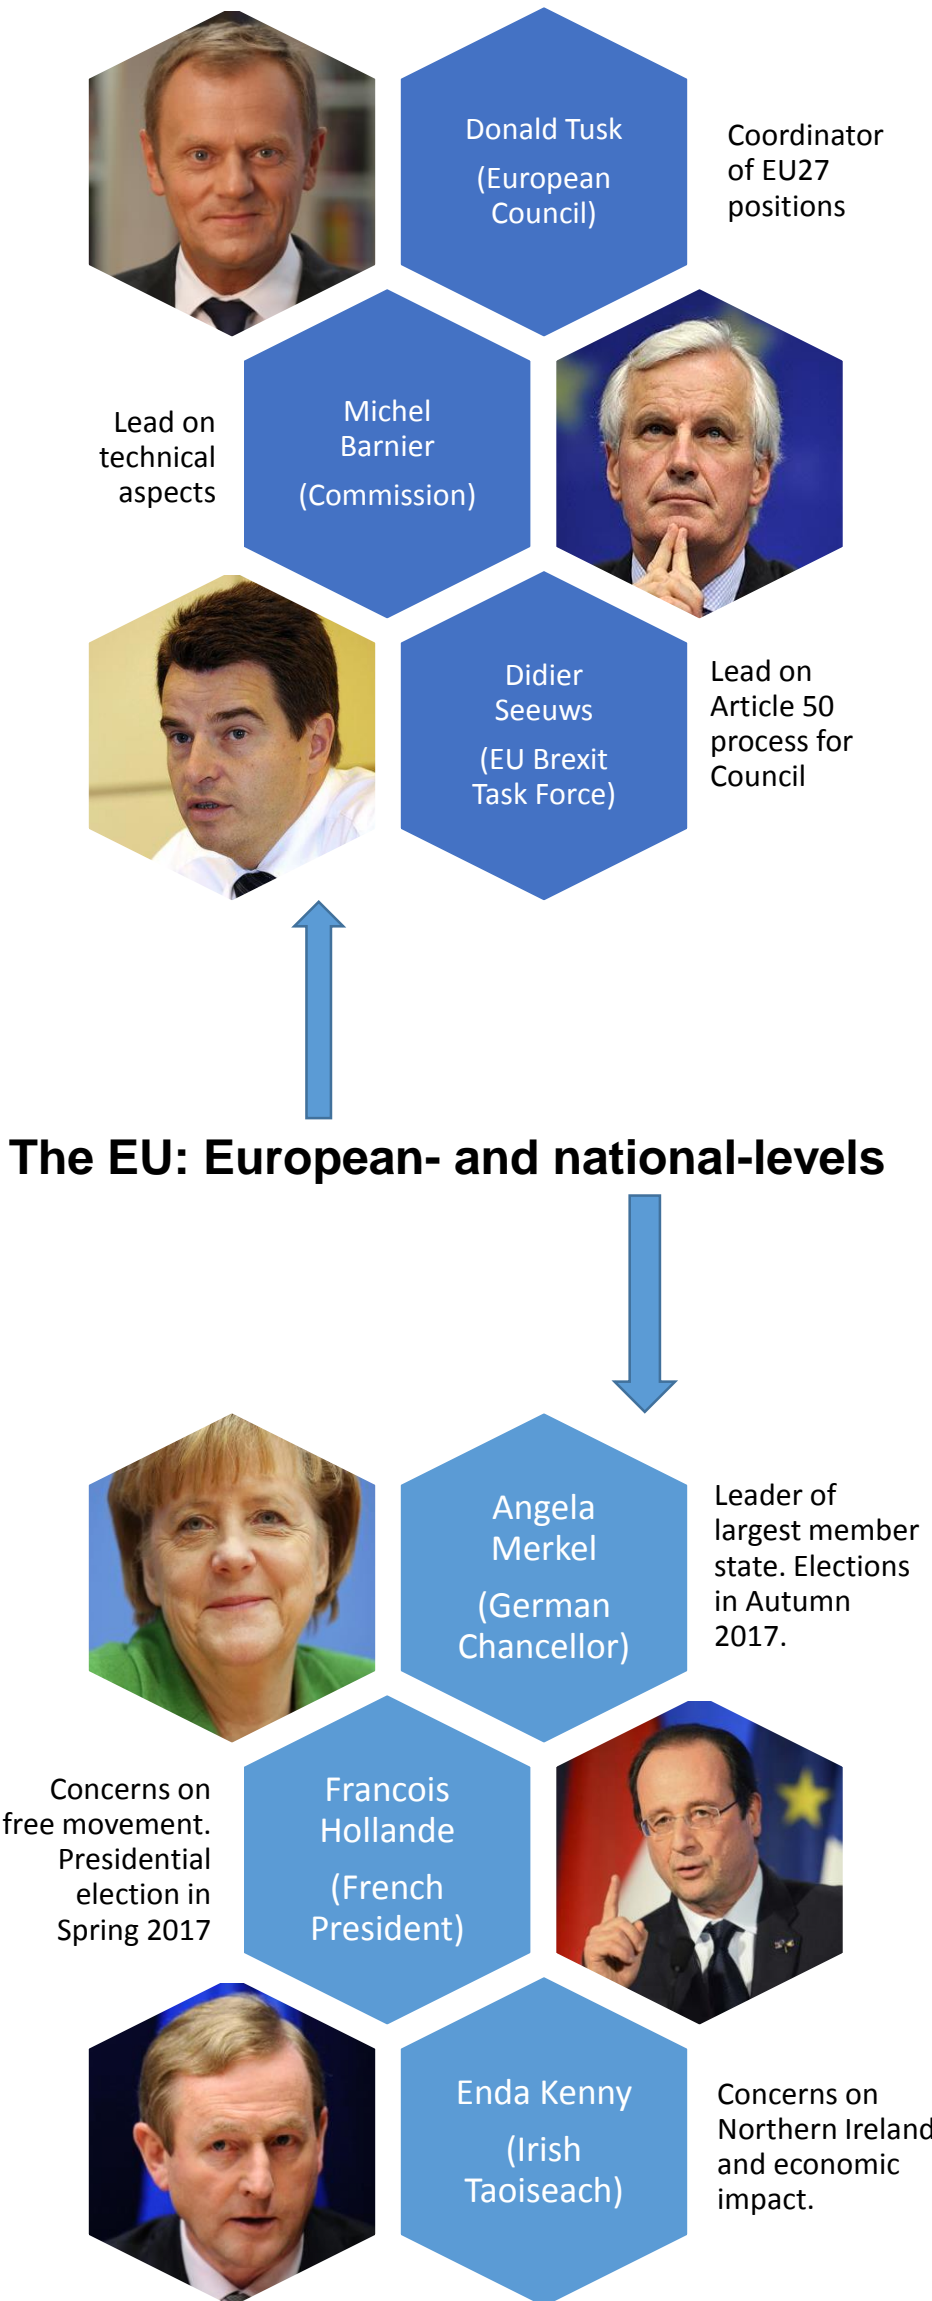 Donald Tusk
(European
Council)
Coordinator
of EU27
positions
Lead on
technical
aspects
Michel
Barnier
(Commission)
Didier
Seeuws
(EU Brexit
Task Force)
Lead on
Article 50
process for
Council
The EU: European- and national-levels
Angela
Merkel
(German
Chancellor)
Leader of
largest member
state. Elections
in Autumn
2017.
Concerns on
free movement.
Presidential
election in
Spring 2017
Francois
Hollande
(French
President)
Enda Kenny
(Irish
Taoiseach)
Concerns on
Northern Ireland
and economic
impact.